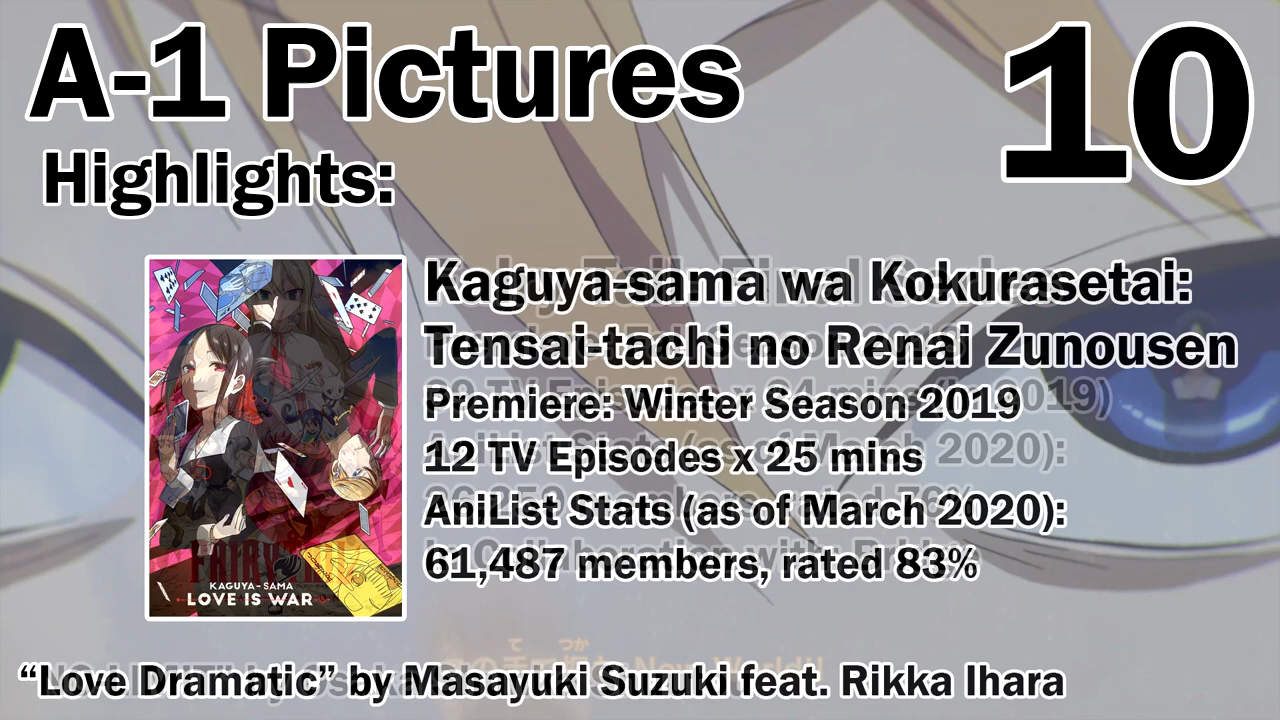 A-1 Pictures
10
Highlights:
Kaguya-sama wa Kokurasetai:
Tensai-tachi no Renai Zunousen
Premiere: Winter Season 2019
12 TV Episodes x 25 mins
AniList Stats (as of March 2020):
61,487 members, rated 83%
KAGUYA-SAMA
LOVE IS WAR
“Love Dramatic” by Masayuki Suzuki feat. Rikka Ihara